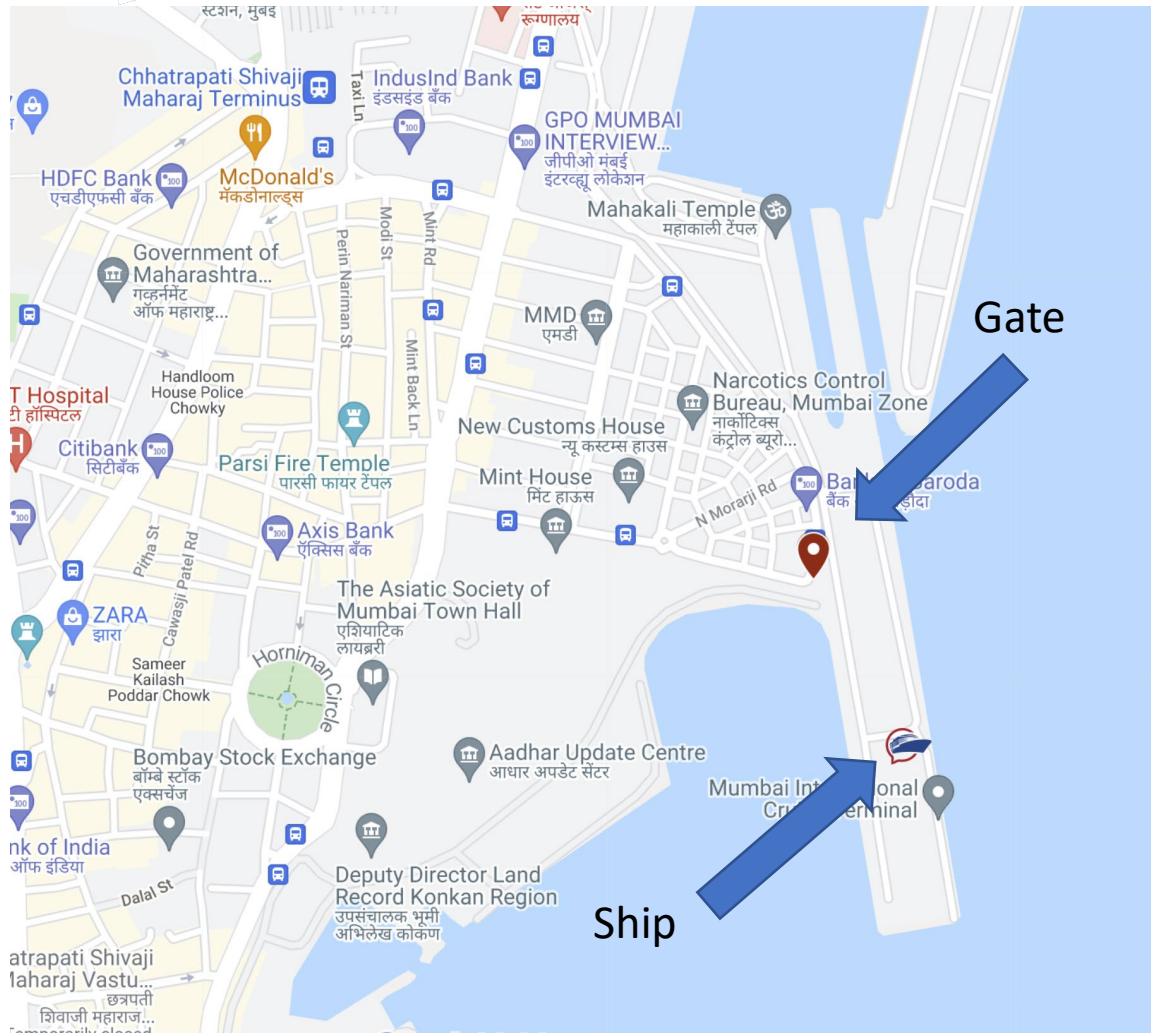 स्टेशन, मुंबई
रूग्णालय
Chhatrapati Shivaji
Maharaj Terminus
Taxi Ln
IndusInd Bank
इंडसइंड बँक
GPO MUMBAI
INTERVIEW...
जीपीओ मंबई
इंटरव्ह्यू लोकेशन
McDonald's
मॅकडोनाल्ड्स
HDFC Bank
एचडीएफसी बँक
Mahakali Temple
महाकाली टेंपल
Modi St
Mint Rd
Perin Nariman St
Government of
Maharashtra...
गव्हर्नमेंट
ऑफ महाराष्ट्र...
MMD
एमडी
Gate
Mint Back Ln
Handloom
House Police
Chowky
T Hospital
टी हॉस्पिटल
Narcotics Control
Bureau, Mumbai Zone
नार्कोटिक्स
कंट्रोल ब्यूरो...
New Customs House
न्यू कस्टम्स हाउस
Citibank
सिटीबँक
Parsi Fire Temple
पारसी फायर टेंपल
Mint House
मिंट हाऊस
N Morarji Rd
Axis Bank
ऍक्सिस बँक
Pitha St
Cawasji Patel Rd
The Asiatic Society of
Mumbai Town Hall
एशियाटिक
लायब्ररी
ZARA
झारा
Horniman Circle
Sameer
Kailash
Poddar Chowk
Bombay Stock Exchange
बॉम्बे स्टॉक
एक्सचेंज
Aadhar Update Centre
आधार अपडेट सेंटर
Mumbai
nk of India
ऑफ इंडिया
Dalal St
Deputy Director Land
Record Konkan Region
उपसंचालक भूमी
अभिलेख कोकण
Ship
atrapati Shivaji
Maharaj Vastu...
छत्रपती
शिवाजी महाराज...